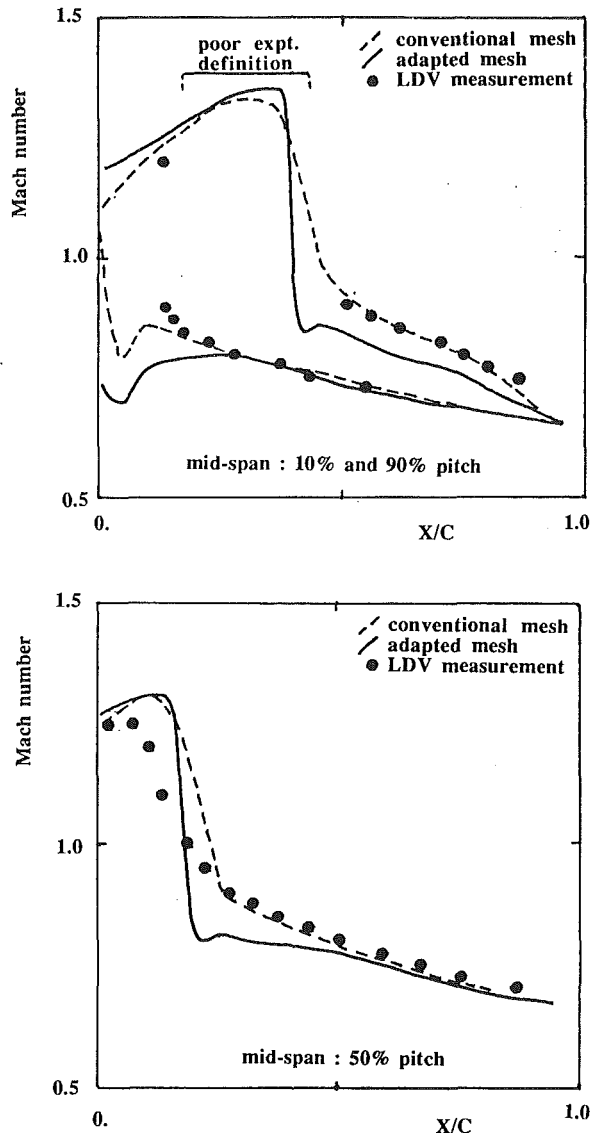 1.5
poor expt.
definition
conventional mesh
adapted mesh
LDV measurement
Mach number
1.0
mid-span : 10% and 90% pitch
0.5
0.
1.0
X/C
1.5
conventional mesh
adapted mesh
LDV measurement
Mach number
1.0
mid-span : 50% pitch
0.5
0.
1.0
X/C